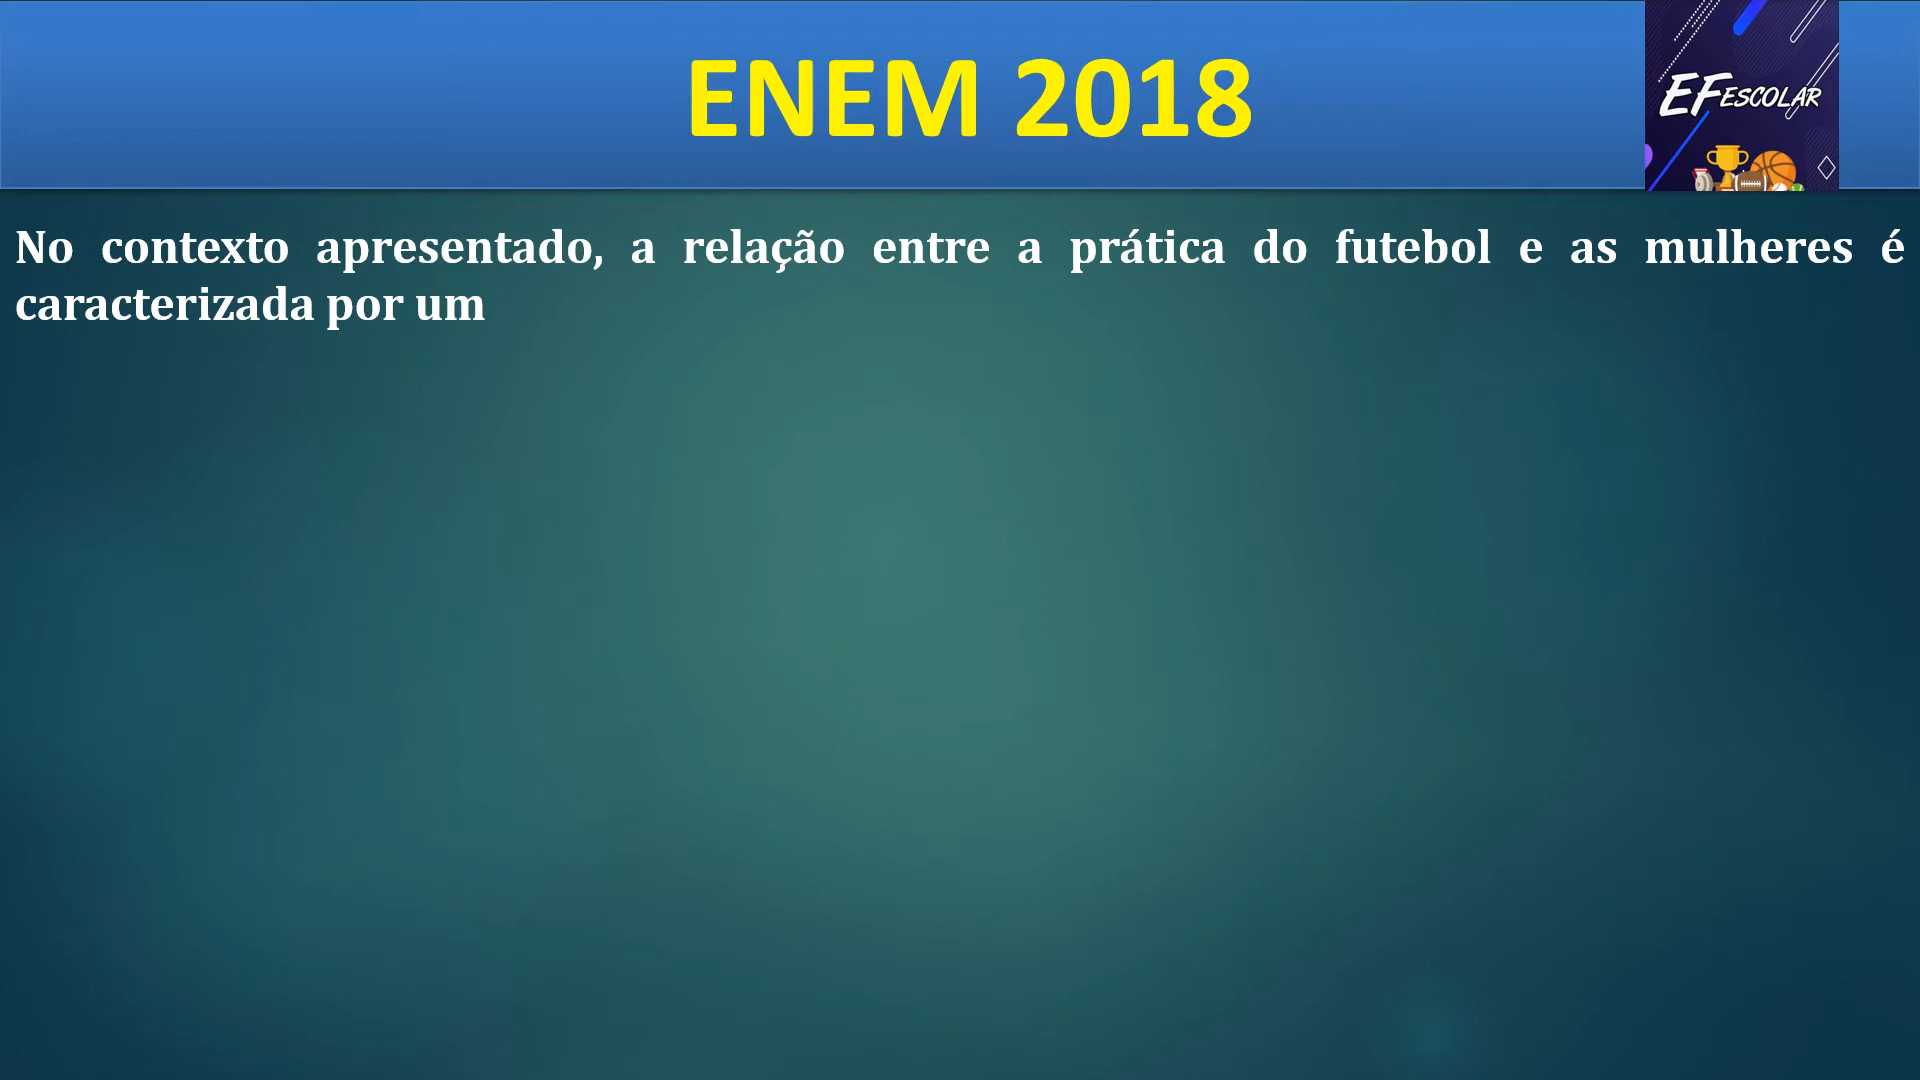 ENEM 2018
EFESCOLAR
No contexto apresentado, a relação entre a prática do futebol e as mulheres é
caracterizada por um